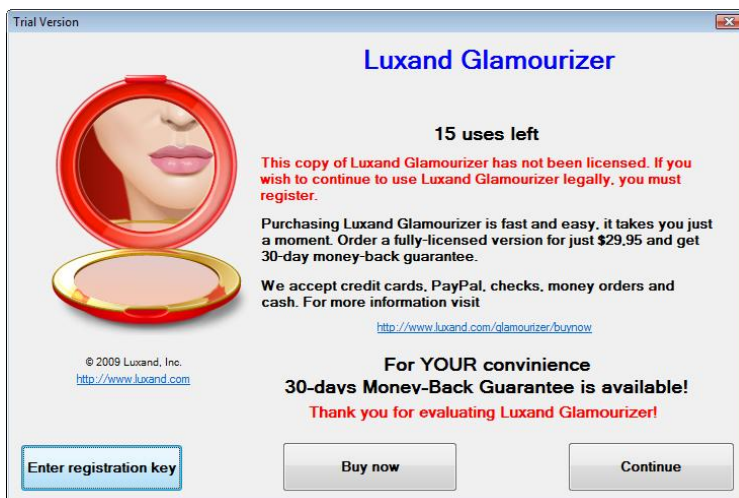 Trial Version
Luxand Glamourizer
15 uses left
This copy of Luxand Glamourizer has not been licensed. If you
wish to continue to use Luxand Glamourizer legally, you must
register.
Purchasing Luxand Glamourizer is fast and easy, it takes you just
a moment. Order a fully-licensed version for just $29,95 and get
30-day money-back guarantee.
We accept credit cards, PayPal, checks, money orders and
cash. For more information visit
http://www.luxand.com/glamourizer/buynow
© 2009 Luxand, Inc.
http://www.luxand.com
For YOUR convinience
30-days Money-Back Guarantee is available!
Thank you for evaluating Luxand Glamourizer!
Enter registration key
Buy now
Continue